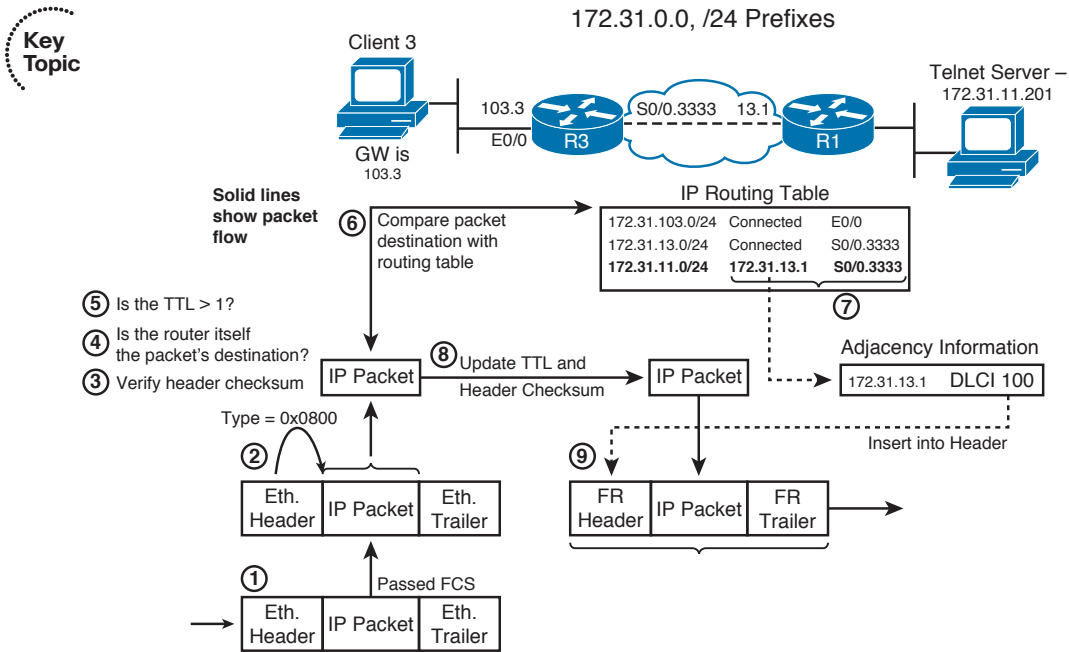 Key
Topic
172.31.0.0, /24 Prefixes
Client 3
Telnet Server –
172.31.11.201
103.3
S0/0.3333
13.1
E0/0
R3
R1
GW is
103.3
Solid lines
show packet
flow
IP Routing Table
6
Compare packet
destination with
routing table
172.31.103.0/24 Connected E0/0
172.31.13.0/24 Connected S0/0.3333
172.31.11.0/24 172.31.13.1 S0/0.3333
7
5 Is the TTL > 1?
4 Is the router itself
the packet's destination?
3 Verify header checksum
IP Packet
8 Update TTL and
Header Checksum
IP Packet
Adjacency Information
172.31.13.1 DLCI 100
Type = 0x0800
Insert into Header
2
Eth.
Header
IP Packet
Eth.
Trailer
9
FR
Header
IP Packet
FR
Trailer
1
Passed FCS
Eth.
Header
IP Packet
Eth.
Trailer